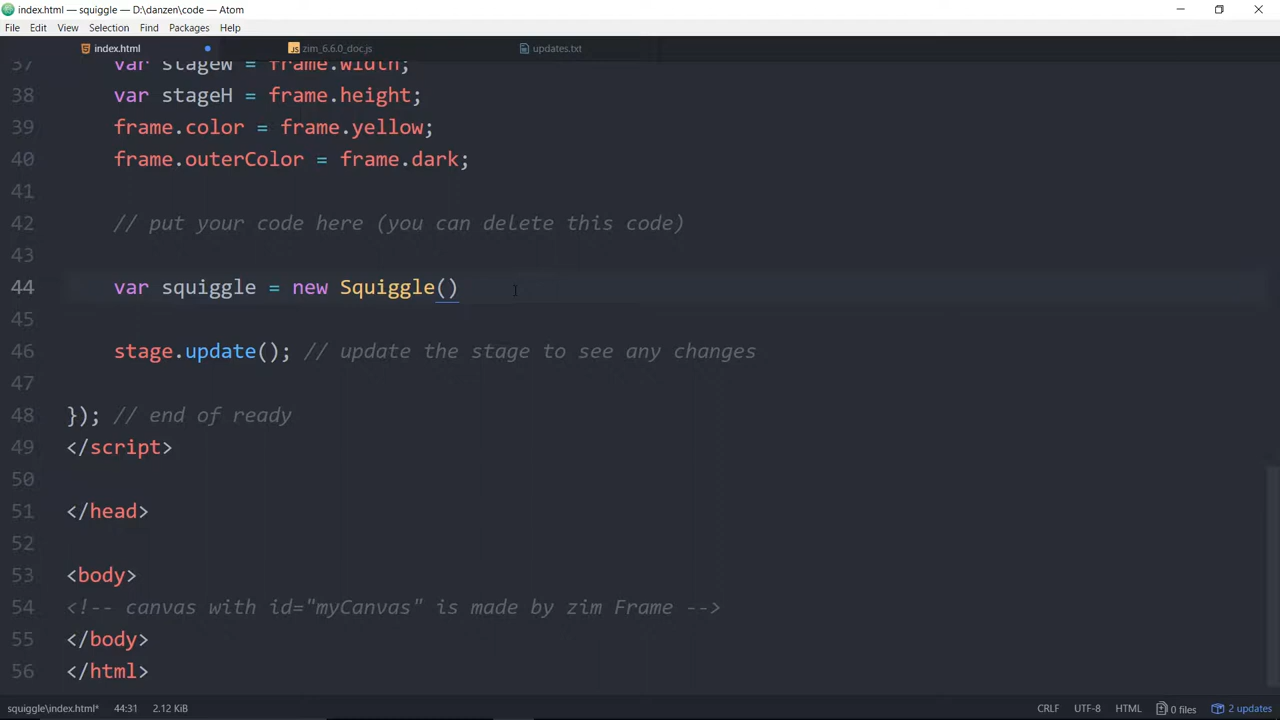 index.html — squiggle — D:\danzen\code — Atom
File Edit View Selection Find Packages Help
index.html zim_6.6.0_doc.js updates.txt
37 var stageW = frame.width;
38 var stageH = frame.height;
39 frame.color = frame.yellow;
40 frame.outerColor = frame.dark;
41
42 // put your code here (you can delete this code)
43
44 var squiggle = new Squiggle()
45
46 stage.update(); // update the stage to see any changes
47
48 }); // end of ready
49 </script>
50
51 </head>
52
53 <body>
54 <!-- canvas with id="myCanvas" is made by zim Frame -->
55 </body>
56 </html>
squiggle\index.html* 44:31 2.12 KiB CRLF UTF-8 HTML 0 files 2 updates